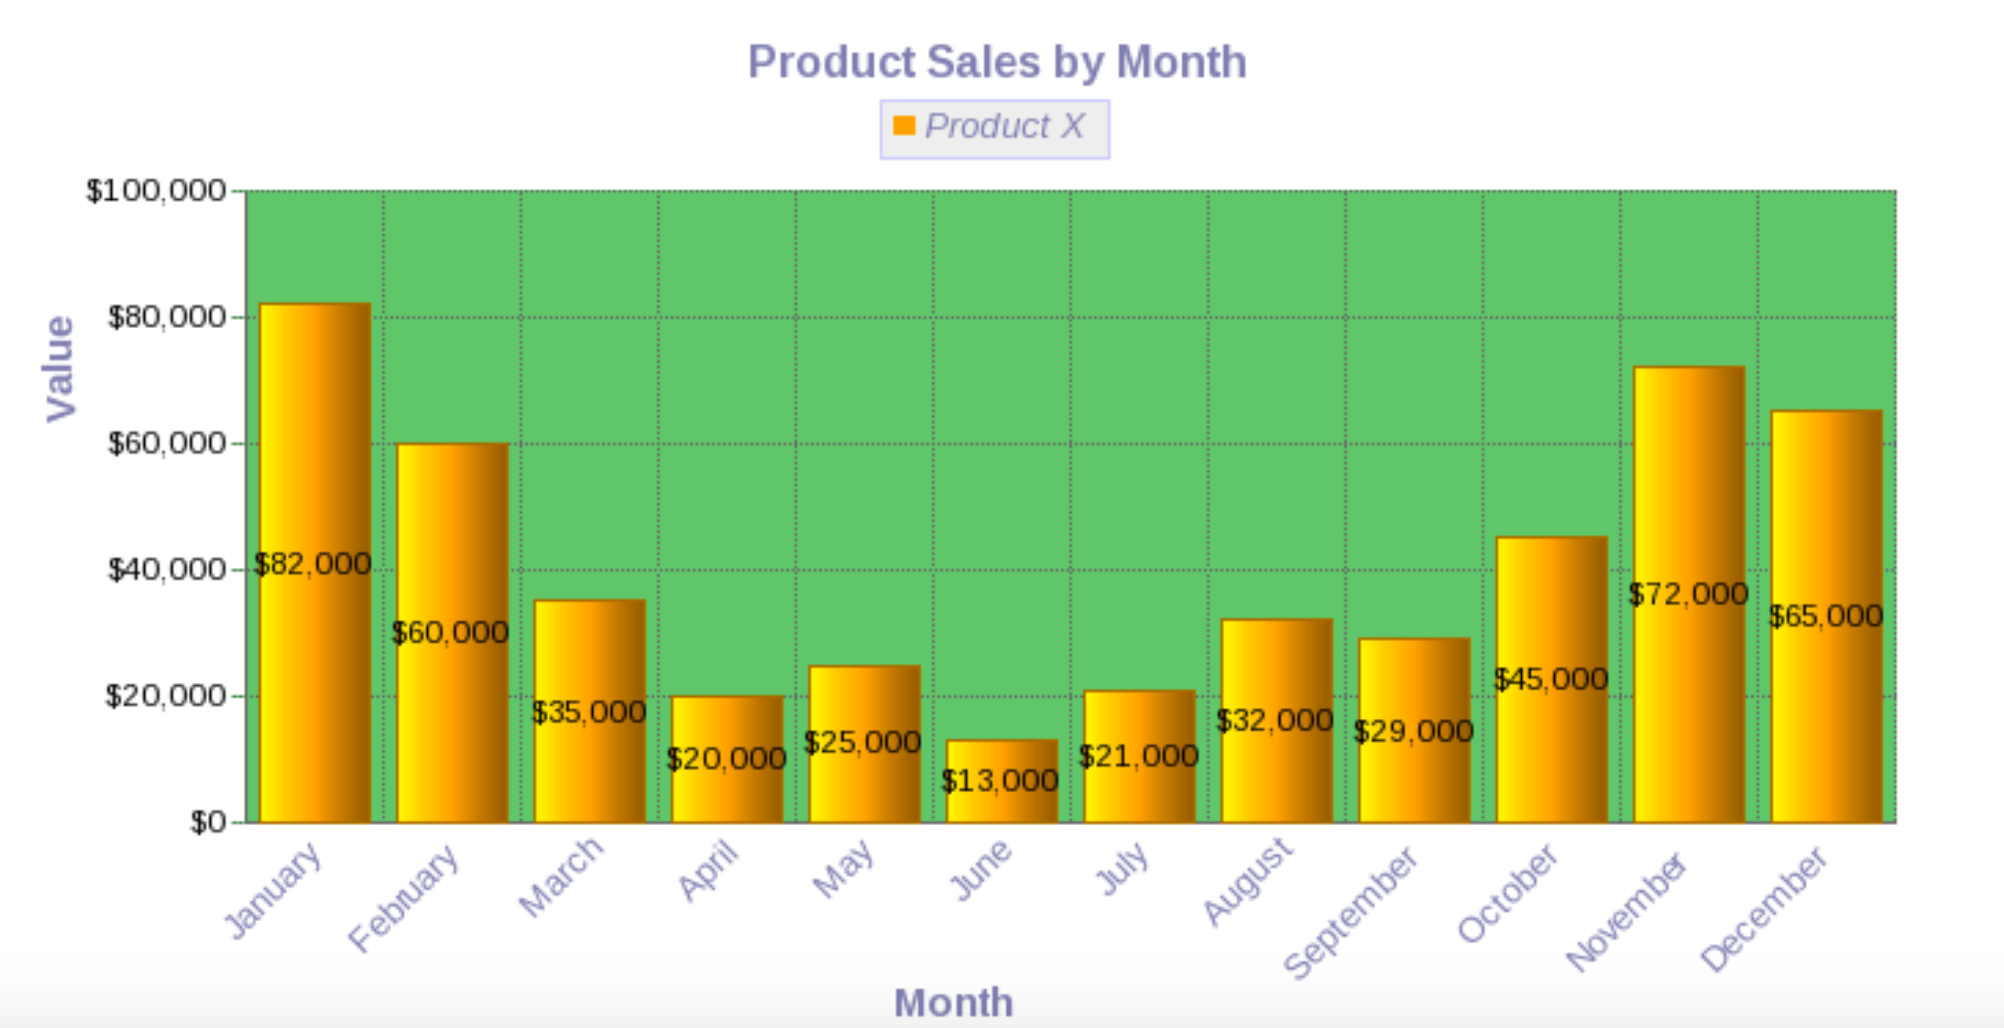 Product Sales by Month
Product X
Value
$100,000
$80,000
$60,000
$40,000
$20,000
$0
$82,000
$60,000
$35,000
$20,000
$25,000
$13,000
$21,000
$32,000
$29,000
$45,000
$72,000
$65,000
January
February
March
April
May
June
July
August
September
October
November
December
Month